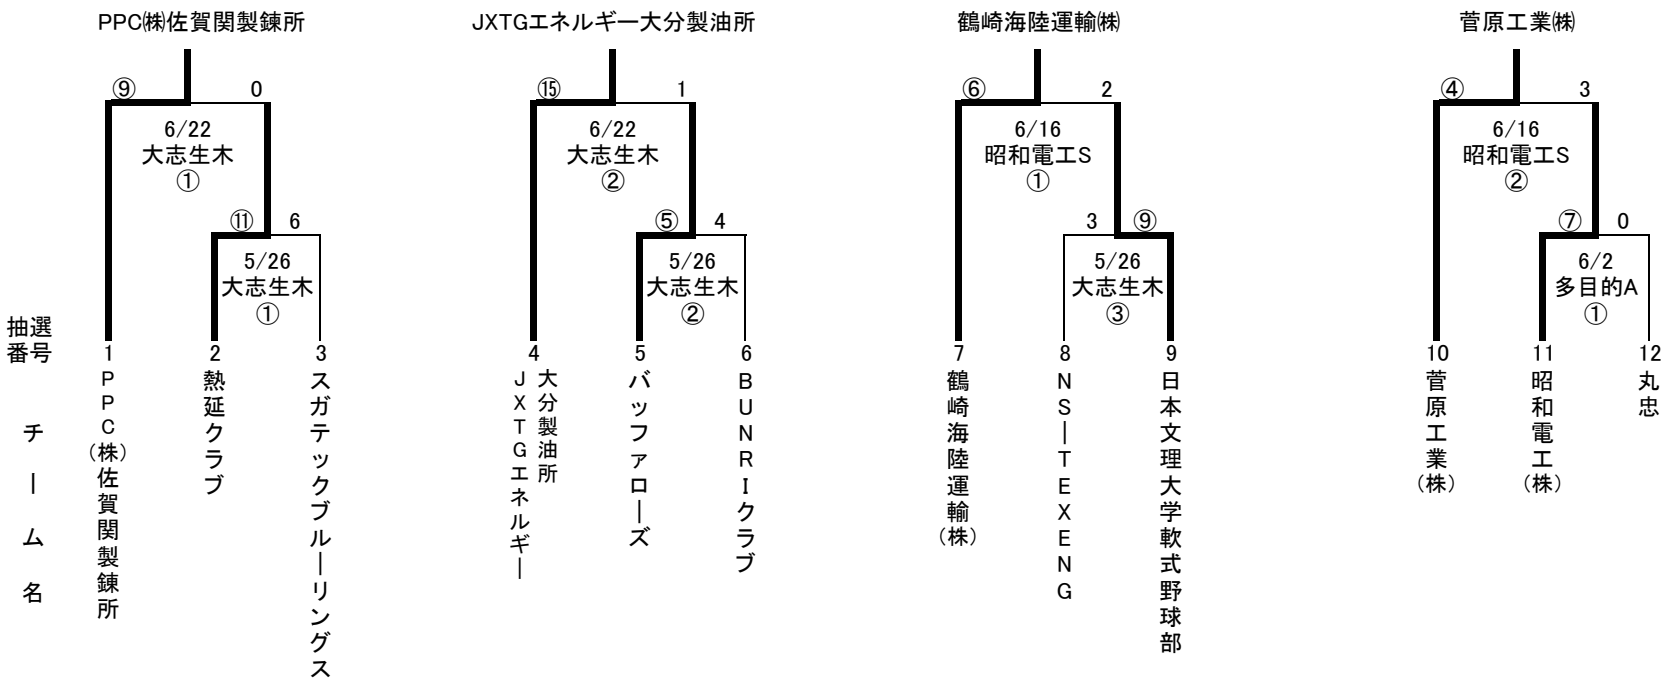 PPC㈱佐賀関製錬所
JXTGエネルギー大分製油所
鶴崎海陸運輸㈱
菅原工業㈱
⑨ 0
⑮ 1
⑥ 2
④ 3
6/22
大志生木
①
6/22
大志生木
②
6/16
昭和電工S
①
6/16
昭和電工S
②
⑪ 6
⑤ 4
3 ⑨
⑦ 0
5/26
大志生木
①
5/26
大志生木
②
5/26
大志生木
③
6/2
多目的A
①
抽選
番号
1 2 3 4 5 6 7 8 9 10 11 12
チーム名
PPC(株)佐賀関製錬所
熱延クラブ
スガテックブルーリングス
JXTGエネルギー
大分製油所
バッファローズ
BUNRIクラブ
鶴崎海陸運輸(株)
NS-TEXENG
日本文理大学軟式野球部
菅原工業(株)
昭和電工(株)
丸忠